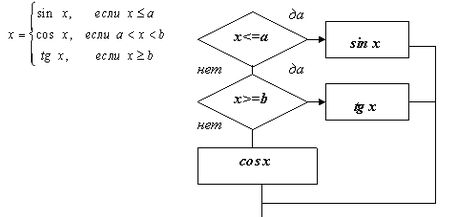 sin x, если x ≤ a
x = { cos x, если a < x < b
tg x, если x ≥ b
да
x<=a
sin x
нет
да
x>=b
tg x
нет
cos x